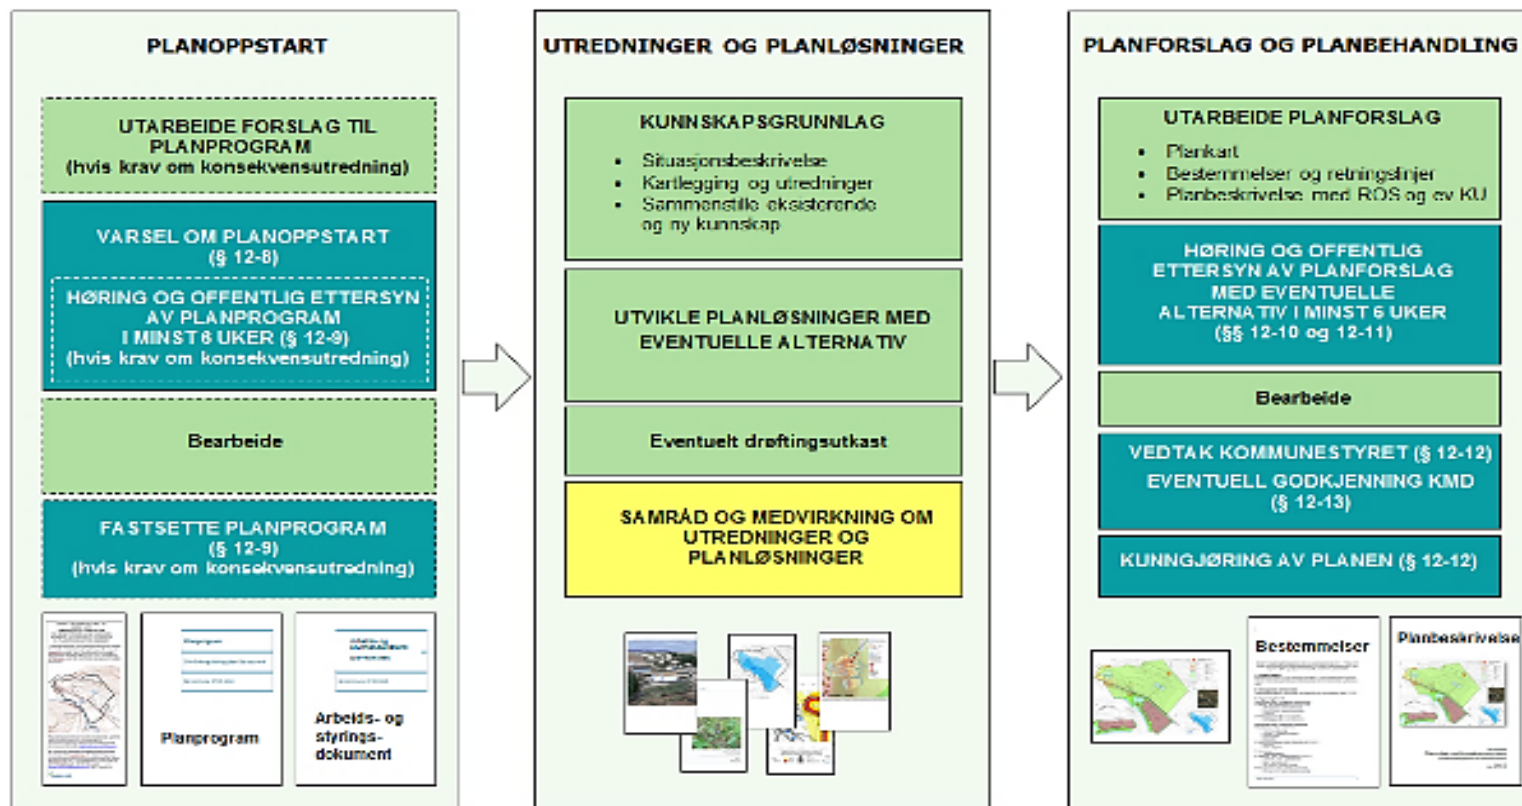 PLANOPPSTART
UTARBEIDE FORSLAG TIL
PLANPROGRAM
(hvis krav om konsekvensutredning)
VARSEL OM PLANOPPSTART
(§ 12-8)
HØRING OG OFFENTLIG ETTERSYN
AV PLANPROGRAM
I MINST 6 UKER (§ 12-9)
(hvis krav om konsekvensutredning)
Bearbeide
FASTSETTE PLANPROGRAM
(§ 12-9)
(hvis krav om konsekvensutredning)
Planprogram
Planprogram
Arbeids- og
styrings-
dokument
UTREDNINGER OG PLANLØSNINGER
KUNNSKAPSGRUNNLAG
• Situasjonsbeskrivelse
• Kartlegging og utredninger
• Sammenstille eksisterende
og ny kunnskap
UTVIKLE PLANLØSNINGER MED
EVENTUELLE ALTERNATIV
Eventuelt drøftingsutkast
SAMRÅD OG MEDVIRKNING OM
UTREDNINGER OG
PLANLØSNINGER
PLANFORSLAG OG PLANBEHANDLING
UTARBEIDE PLANFORSLAG
• Plankart
• Bestemmelser og retningslinjer
• Planbeskrivelse med ROS og ev KU
HØRING OG OFFENTLIG
ETTERSYN AV PLANFORSLAG
MED EVENTUELLE
ALTERNATIV I MINST 6 UKER
(§§ 12-10 og 12-11)
Bearbeide
VEDTAK KOMMUNESTYRET (§ 12-12)
EVENTUELL GODKJENNING KMD
(§ 12-13)
KUNNGJØRING AV PLANEN (§ 12-12)
Bestemmelser
Planbeskrivelse